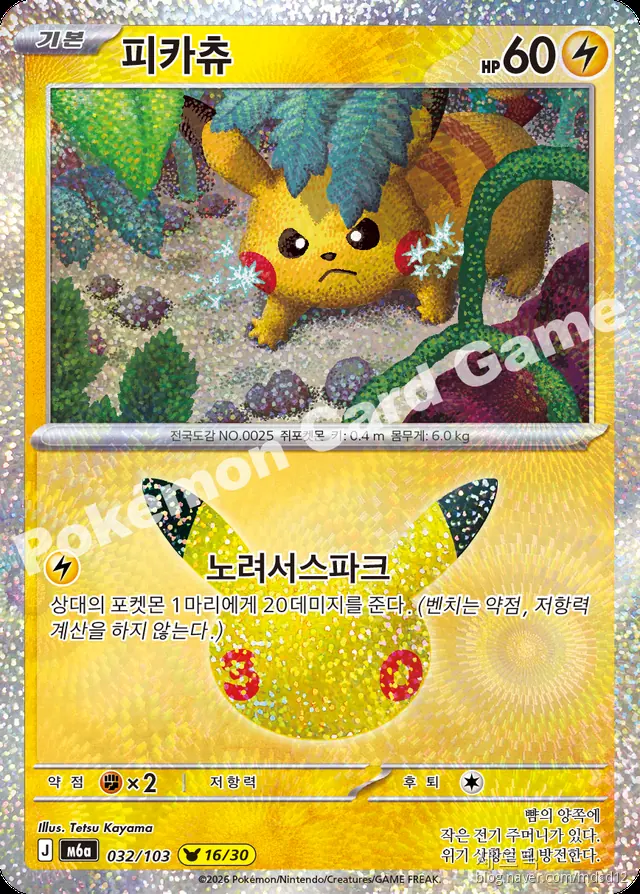 기본 피카츄 HP 60
전국도감 NO.0025 쥐포켓몬 키: 0.4 m 몸무게: 6.0 kg
Pokémon Card Game
노려서스파크
상대의 포켓몬 1마리에게 20데미지를 준다. (벤치는 약점, 저항력
계산을 하지 않는다.)
30
약점 ×2 저항력 후퇴
뺨의 양쪽에
작은 전기 주머니가 있다.
위기 상황일 때 방전한다.
Illus. Tetsu Kayama
J M6a 032/103 16/30
©2026 Pokémon/Nintendo/Creatures/GAME FREAK.